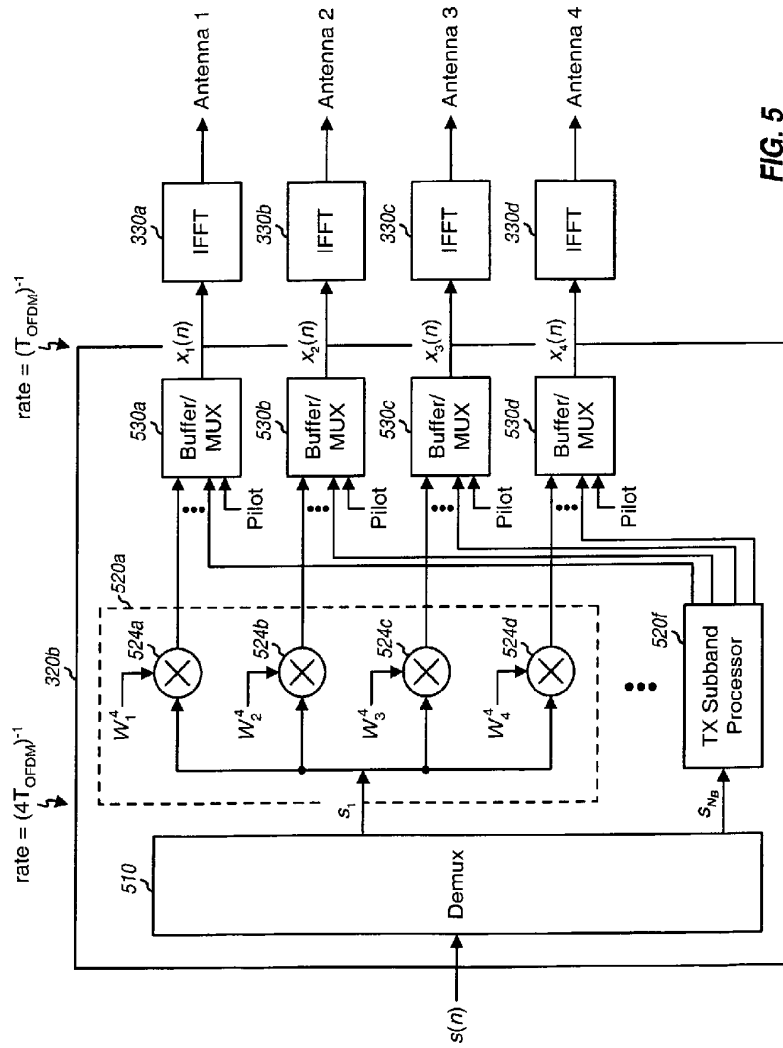 rate = (4T_OFDM)^-1
rate = (T_OFDM)^-1
320b
510
Demux
s(n)
s_1
s_NB
520a
W_1^4
524a
W_2^4
524b
W_3^4
524c
W_4^4
524d
520f
TX Subband
Processor
530a
Buffer/
MUX
Pilot
530b
Buffer/
MUX
Pilot
530c
Buffer/
MUX
Pilot
530d
Buffer/
MUX
Pilot
x_1(n)
x_2(n)
x_3(n)
x_4(n)
330a
IFFT
Antenna 1
330b
IFFT
Antenna 2
330c
IFFT
Antenna 3
330d
IFFT
Antenna 4
FIG. 5